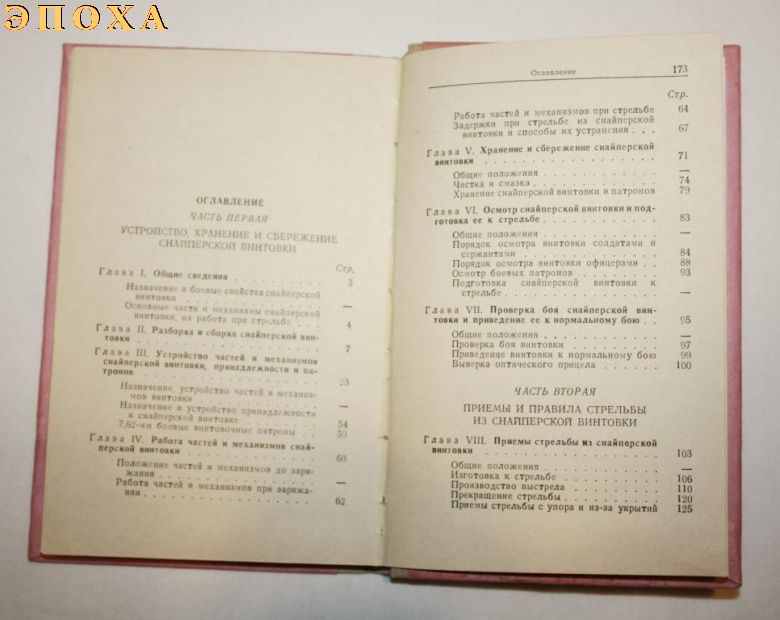 ЭПОХА
ОГЛАВЛЕНИЕ
ЧАСТЬ ПЕРВАЯ
УСТРОЙСТВО, ХРАНЕНИЕ И СБЕРЕЖЕНИЕ
СНАЙПЕРСКОЙ ВИНТОВКИ
Стр.
Глава I. Общие сведения . . . . . . . . . . 3
Назначение и боевые свойства снайперской
винтовки . . . . . . . . . . . . . . —
Основные части и механизмы снайперской
винтовки, их работа при стрельбе . . . . 4
Глава II. Разборка и сборка снайперской вин-
товки . . . . . . . . . . . . . . . . 7
Глава III. Устройство частей и механизмов
снайперской винтовки, принадлежности и па-
тронов . . . . . . . . . . . . . . . . 23
Назначение, устройство частей и механиз-
мов винтовки . . . . . . . . . . . . —
Назначение и устройство принадлежности
к снайперской винтовке . . . . . . . . 54
7,62-мм боевые винтовочные патроны . . . 59
Глава IV. Работа частей и механизмов снай-
перской винтовки . . . . . . . . . . . . 60
Положение частей и механизмов до заря-
жания . . . . . . . . . . . . . . . —
Работа частей и механизмов при заряжа-
нии . . . . . . . . . . . . . . . . 62
Оглавление 173
Стр.
Работа частей и механизмов при стрельбе 64
Задержки при стрельбе из снайперской
винтовки и способы их устранения . . . 67
Глава V. Хранение и сбережение снайперской
винтовки . . . . . . . . . . . . . . . 71
Общие положения . . . . . . . . . . . —
Чистка и смазка . . . . . . . . . . . 74
Хранение снайперской винтовки и патронов 79
Глава VI. Осмотр снайперской винтовки и под-
готовка ее к стрельбе . . . . . . . . . . 83
Общие положения . . . . . . . . . . . —
Порядок осмотра винтовки солдатами и
сержантами . . . . . . . . . . . . . 84
Порядок осмотра винтовки офицерами . . 88
Осмотр боевых патронов . . . . . . . . 93
Подготовка снайперской винтовки к
стрельбе . . . . . . . . . . . . . . —
Глава VII. Проверка боя снайперской вин-
товки и приведение ее к нормальному бою . . 95
Общие положения . . . . . . . . . . . —
Проверка боя винтовки . . . . . . . . . 97
Приведение винтовки к нормальному бою 99
Выверка оптического прицела . . . . . . 100
ЧАСТЬ ВТОРАЯ
ПРИЕМЫ И ПРАВИЛА СТРЕЛЬБЫ
ИЗ СНАЙПЕРСКОЙ ВИНТОВКИ
Глава VIII. Приемы стрельбы из снайперской
винтовки . . . . . . . . . . . . . . . 103
Общие положения . . . . . . . . . . . —
Изготовка к стрельбе . . . . . . . . . 106
Производство выстрела . . . . . . . . . 110
Прекращение стрельбы . . . . . . . . . 120
Приемы стрельбы с упора и из-за укрытий 125